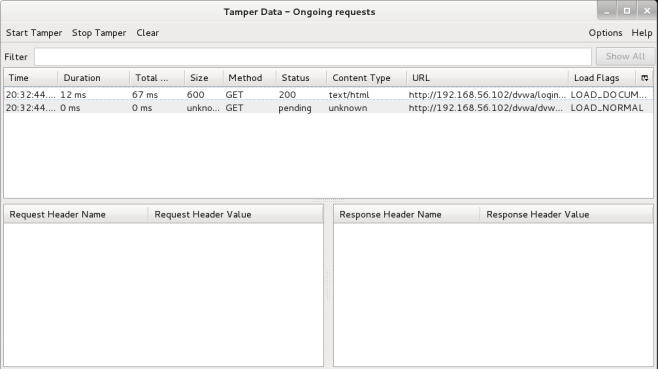 Tamper Data - Ongoing requests
Start Tamper Stop Tamper Clear Options Help
Filter Show All
Time Duration Total ... Size Method Status Content Type URL Load Flags
20:32:44.... 12 ms 67 ms 600 GET 200 text/html http://192.168.56.102/dvwa/login... LOAD_DOCUM...
20:32:44.... 0 ms 0 ms unkno... GET pending unknown http://192.168.56.102/dvwa/dvw... LOAD_NORMAL
Request Header Name Request Header Value Response Header Name Response Header Value